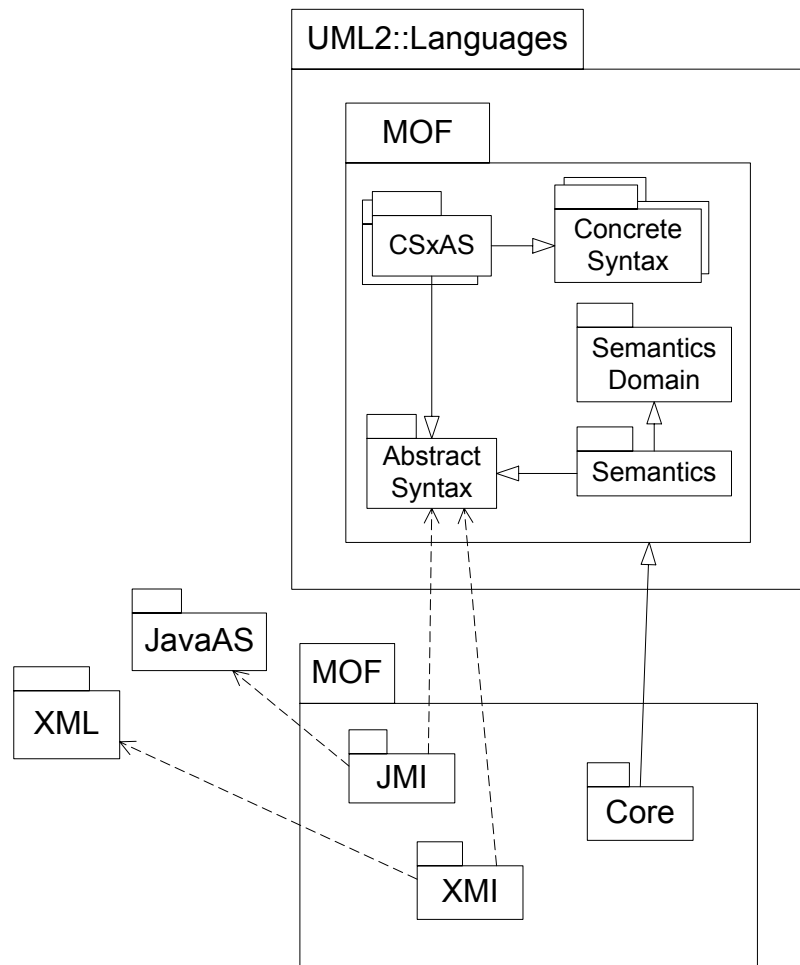 UML2::Languages
MOF
CSxAS
Concrete
Syntax
Semantics
Domain
Abstract
Syntax
Semantics
JavaAS
MOF
XML
JMI
Core
XMI